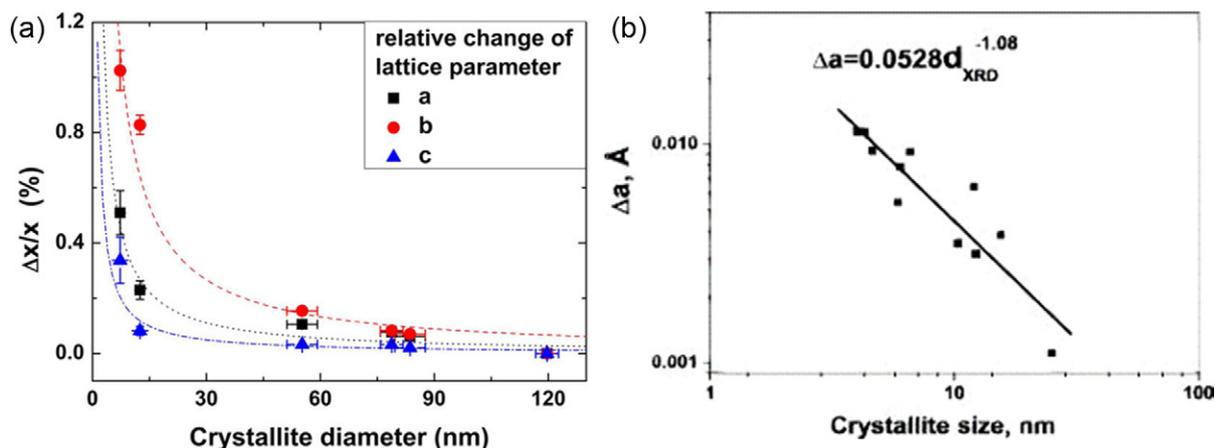 (a)
1.2
0.8
0.4
0.0
Δx/x (%)
0 30 60 90 120
Crystallite diameter (nm)
relative change of
lattice parameter
a
b
c
(b)
Δa=0.0528d_XRD^-1.08
0.010
0.001
Δa, Å
1 10 100
Crystallite size, nm